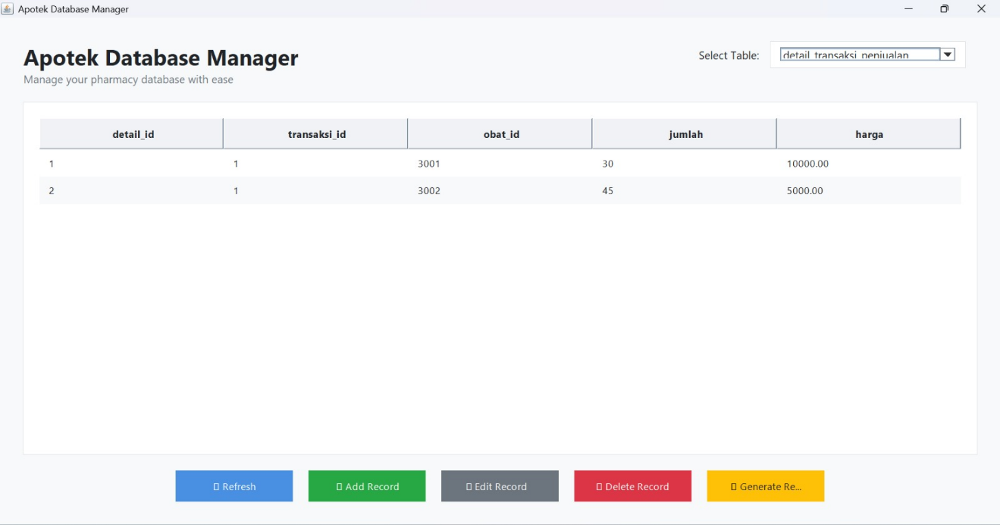 Apotek Database Manager
Apotek Database Manager
Manage your pharmacy database with ease
Select Table: detail_transaksi_penjualan
detail_id transaksi_id obat_id jumlah harga
1 1 3001 30 10000.00
2 1 3002 45 5000.00
Refresh Add Record Edit Record Delete Record Generate Re...